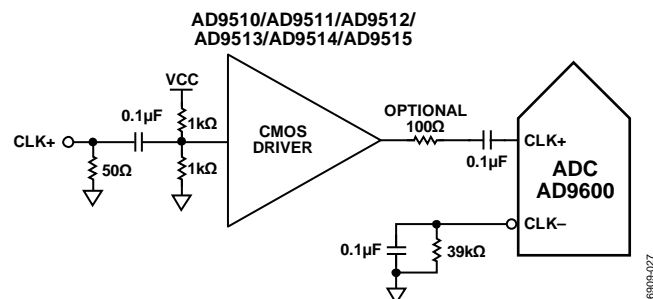 AD9510/AD9511/AD9512/
AD9513/AD9514/AD9515
VCC
0.1µF
1kΩ
CLK+
50Ω
1kΩ
CMOS
DRIVER
OPTIONAL
100Ω
0.1µF
CLK+
ADC
AD9600
CLK–
0.1µF
39kΩ
6909-027